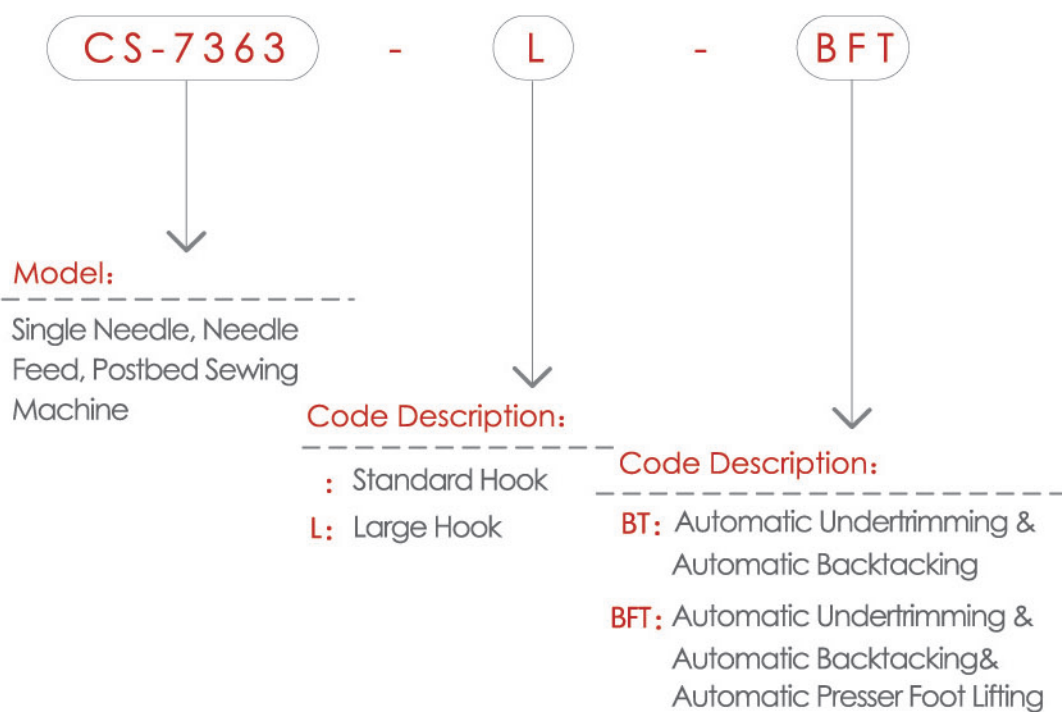 CS-7363 - L - BFT
Model:
Single Needle, Needle
Feed, Postbed Sewing
Machine
Code Description:
: Standard Hook
L: Large Hook
Code Description:
BT: Automatic Undertrimming &
Automatic Backtacking
BFT: Automatic Undertrimming &
Automatic Backtacking&
Automatic Presser Foot Lifting